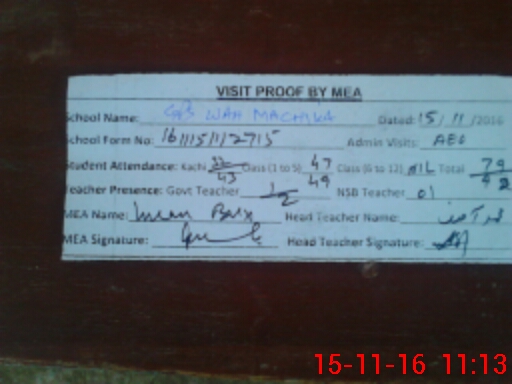 VISIT PROOF BY MEA
School Name: GBS WAH MACHIKA Dated: 15/11/2016
School Form No: Admin Visits: AEO
Student Attendance: Kachi 32/43 Class (1 to 5) 47/49 Class (6 to 12) NIL Total 79/92
Teacher Presence: Govt Teacher 1/2 NSB Teacher 01
MEA Name: Imam Bux Head Teacher Name:
MEA Signature: Head Teacher Signature:
15-11-16 11:13